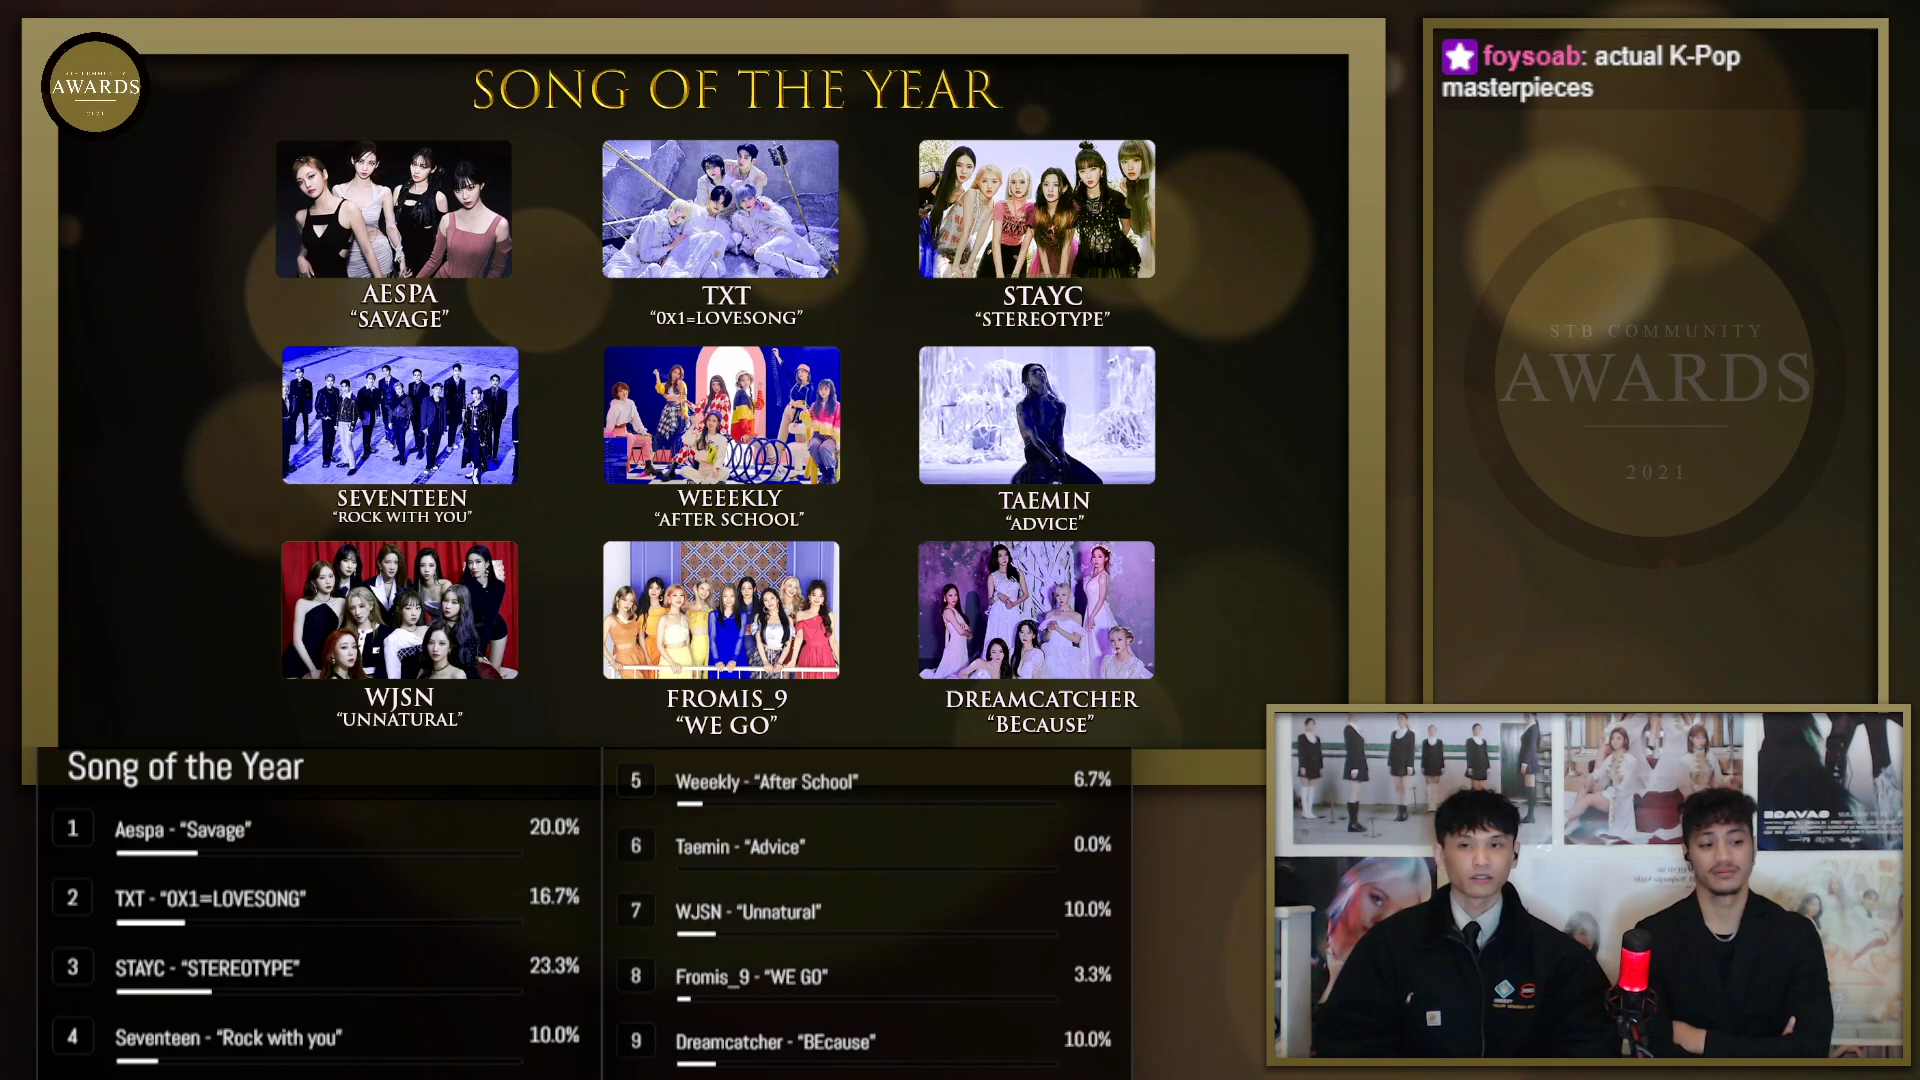 STB COMMUNITY
AWARDS
2021
SONG OF THE YEAR
AESPA
“SAVAGE”
TXT
“0X1=LOVESONG”
STAYC
“STEREOTYPE”
SEVENTEEN
“ROCK WITH YOU”
WEEEKLY
“AFTER SCHOOL”
TAEMIN
“ADVICE”
WJSN
“UNNATURAL”
FROMIS_9
“WE GO”
DREAMCATCHER
“BECAUSE”
Song of the Year
1 Aespa - “Savage” 20.0%
2 TXT - “0X1=LOVESONG” 16.7%
3 STAYC - “STEREOTYPE” 23.3%
4 Seventeen - “Rock with you” 10.0%
5 Weeekly - “After School” 6.7%
6 Taemin - “Advice” 0.0%
7 WJSN - “Unnatural” 10.0%
8 Fromis_9 - “WE GO” 3.3%
9 Dreamcatcher - “BEcause” 10.0%
foysoab: actual K-Pop
masterpieces
STB COMMUNITY
AWARDS
2021